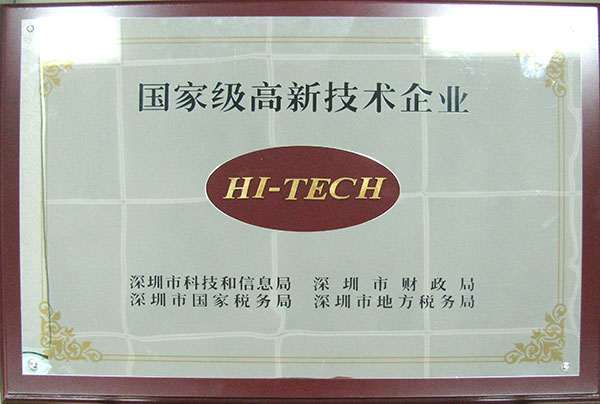 国家级高新技术企业
HI-TECH
深圳市科技和信息局 深圳市财政局
深圳市国家税务局 深圳市地方税务局